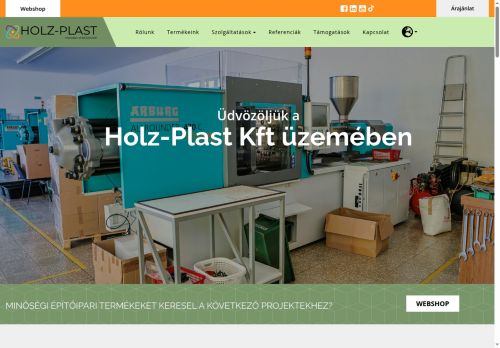 Webshop
Árajánlat
HOLZ-PLAST
Rólunk Termékeink Szolgáltatások Referenciák Támogatások Kapcsolat
ARBURG
Üdvözöljük a
Holz-Plast Kft üzemében
MINŐSÉGI ÉPÍTŐIPARI TERMÉKEKET KERESEL A KÖVETKEZŐ PROJEKTEKHEZ?
WEBSHOP